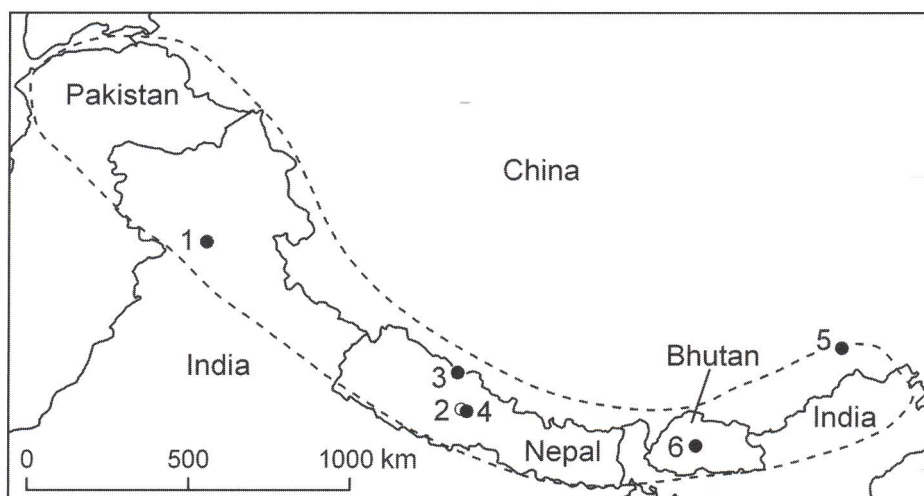 Pakistan
China
1
India
5
Bhutan
3
2
4
India
6
Nepal
0
500
1000 km